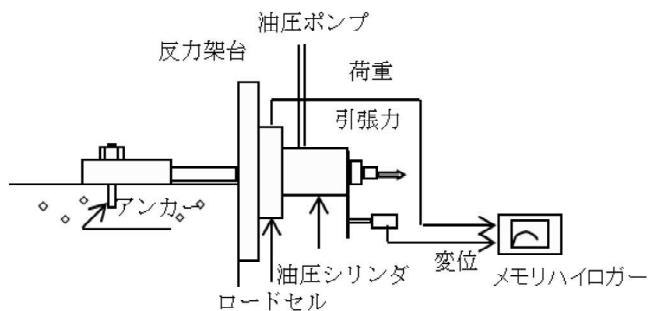 油圧ポンプ
反力架台
荷重
引張力
アンカー
油圧シリンダ
変位
メモリハイロガー
ロードセル